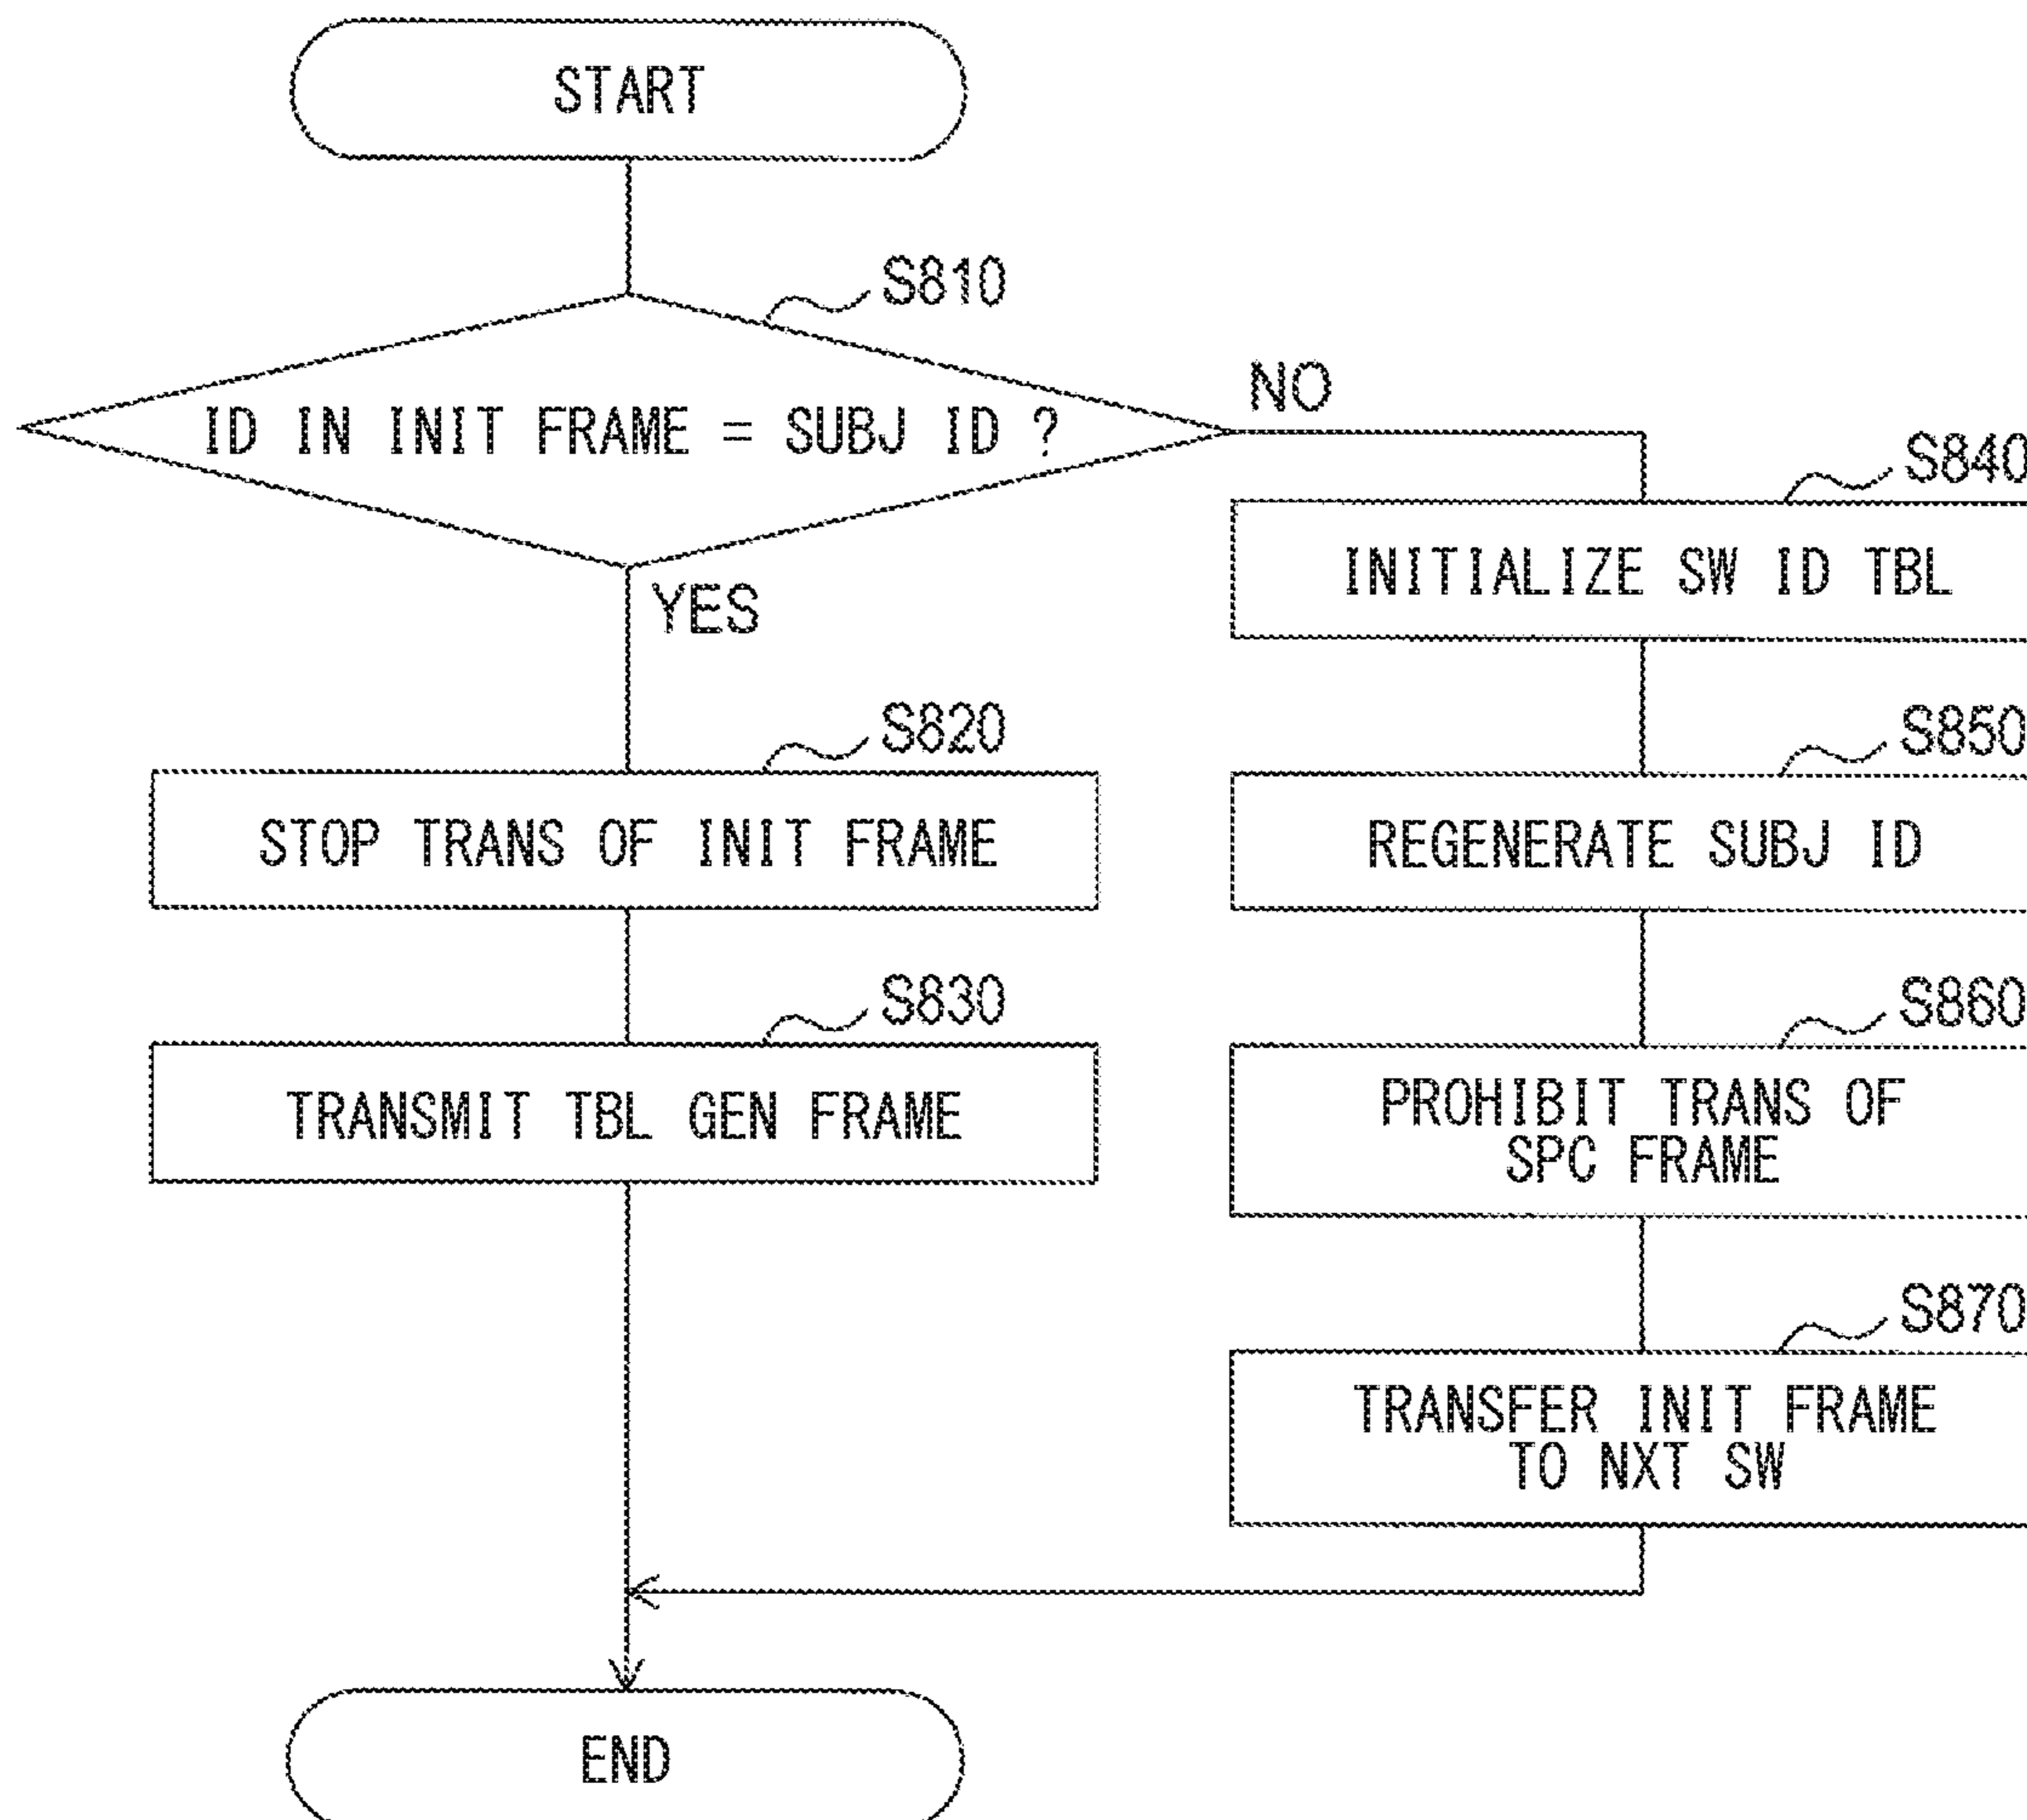 START
S810
ID IN INIT FRAME = SUBJ ID ?
NO
YES
S840
INITIALIZE SW ID TBL
S820
STOP TRANS OF INIT FRAME
S850
REGENERATE SUBJ ID
S830
TRANSMIT TBL GEN FRAME
S860
PROHIBIT TRANS OF
SPC FRAME
S870
TRANSFER INIT FRAME
TO NXT SW
END